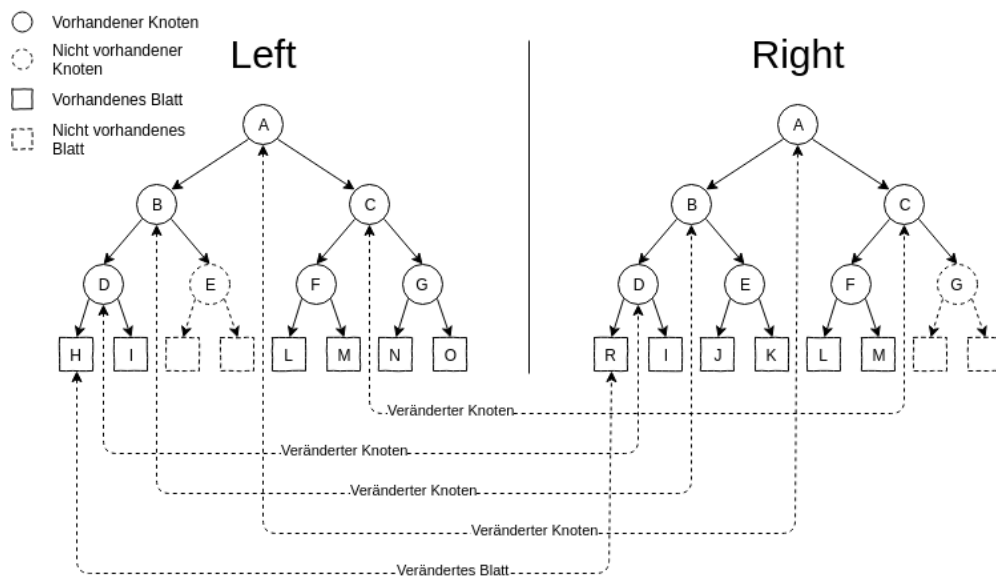 Vorhandener Knoten
Nicht vorhandener
Knoten
Vorhandenes Blatt
Nicht vorhandenes
Blatt
Left
Right
A
A
B
C
B
C
D
E
F
G
D
E
F
G
H
I
L
M
N
O
R
I
J
K
L
M
Veränderter Knoten
Veränderter Knoten
Veränderter Knoten
Veränderter Knoten
Verändertes Blatt